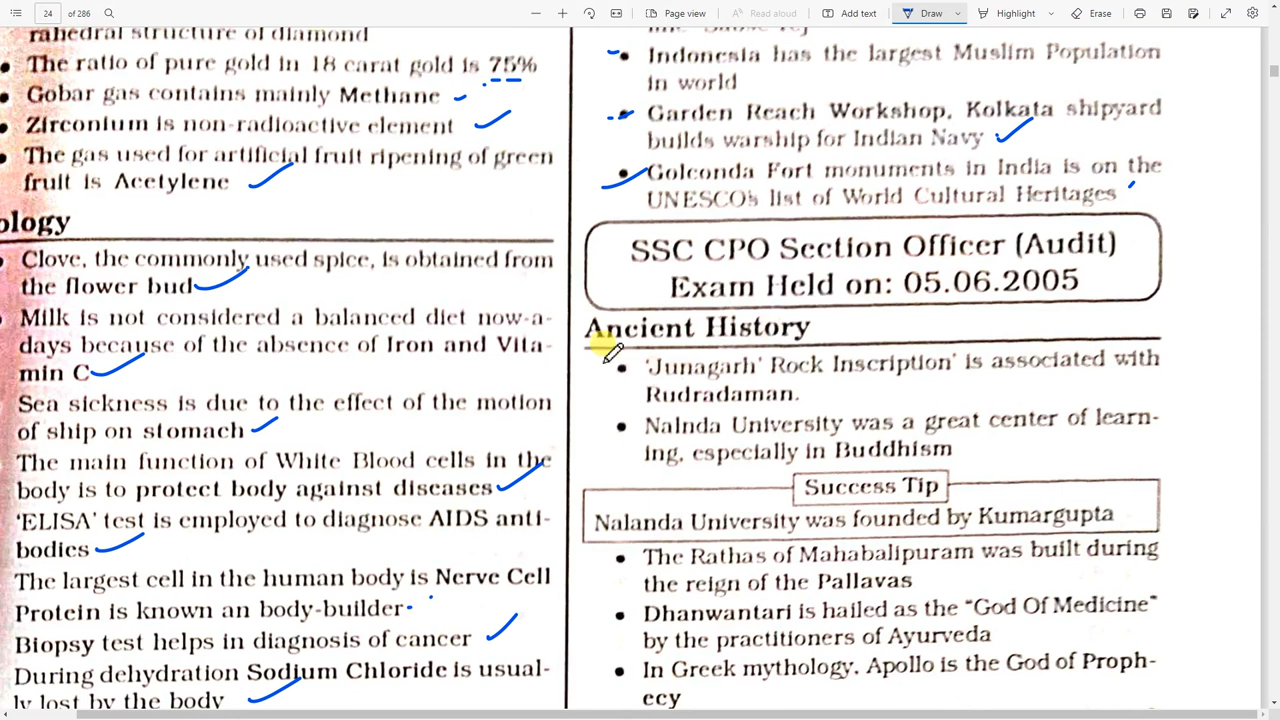 24 of 286
Page view
Read aloud
Add text
Draw
Highlight
Erase
rahedral structure of diamond
• The ratio of pure gold in 18 carat gold is 75%
• Gobar gas contains mainly Methane
• Zirconium is non-radioactive element
• The gas used for artificial fruit ripening of green
fruit is Acetylene
ology
Clove, the commonly used spice, is obtained from
the flower bud
Milk is not considered a balanced diet now-a-
days because of the absence of Iron and Vita-
min C
Sea sickness is due to the effect of the motion
of ship on stomach
The main function of White Blood cells in the
body is to protect body against diseases
'ELISA' test is employed to diagnose AIDS anti-
bodies
The largest cell in the human body is Nerve Cell
Protein is known an body-builder
Biopsy test helps in diagnosis of cancer
During dehydration Sodium Chloride is usual-
ly lost by the body
• Indonesia has the largest Muslim Population
in world
• Garden Reach Workshop, Kolkata shipyard
builds warship for Indian Navy
• Golconda Fort monuments in India is on the
UNESCO's list of World Cultural Heritages
SSC CPO Section Officer (Audit)
Exam Held on: 05.06.2005
Ancient History
• 'Junagarh' Rock Inscription' is associated with
Rudradaman.
• Nalnda University was a great center of learn-
ing, especially in Buddhism
Success Tip
Nalanda University was founded by Kumargupta
• The Rathas of Mahabalipuram was built during
the reign of the Pallavas
• Dhanwantari is hailed as the "God Of Medicine"
by the practitioners of Ayurveda
• In Greek mythology, Apollo is the God of Proph-
ecy